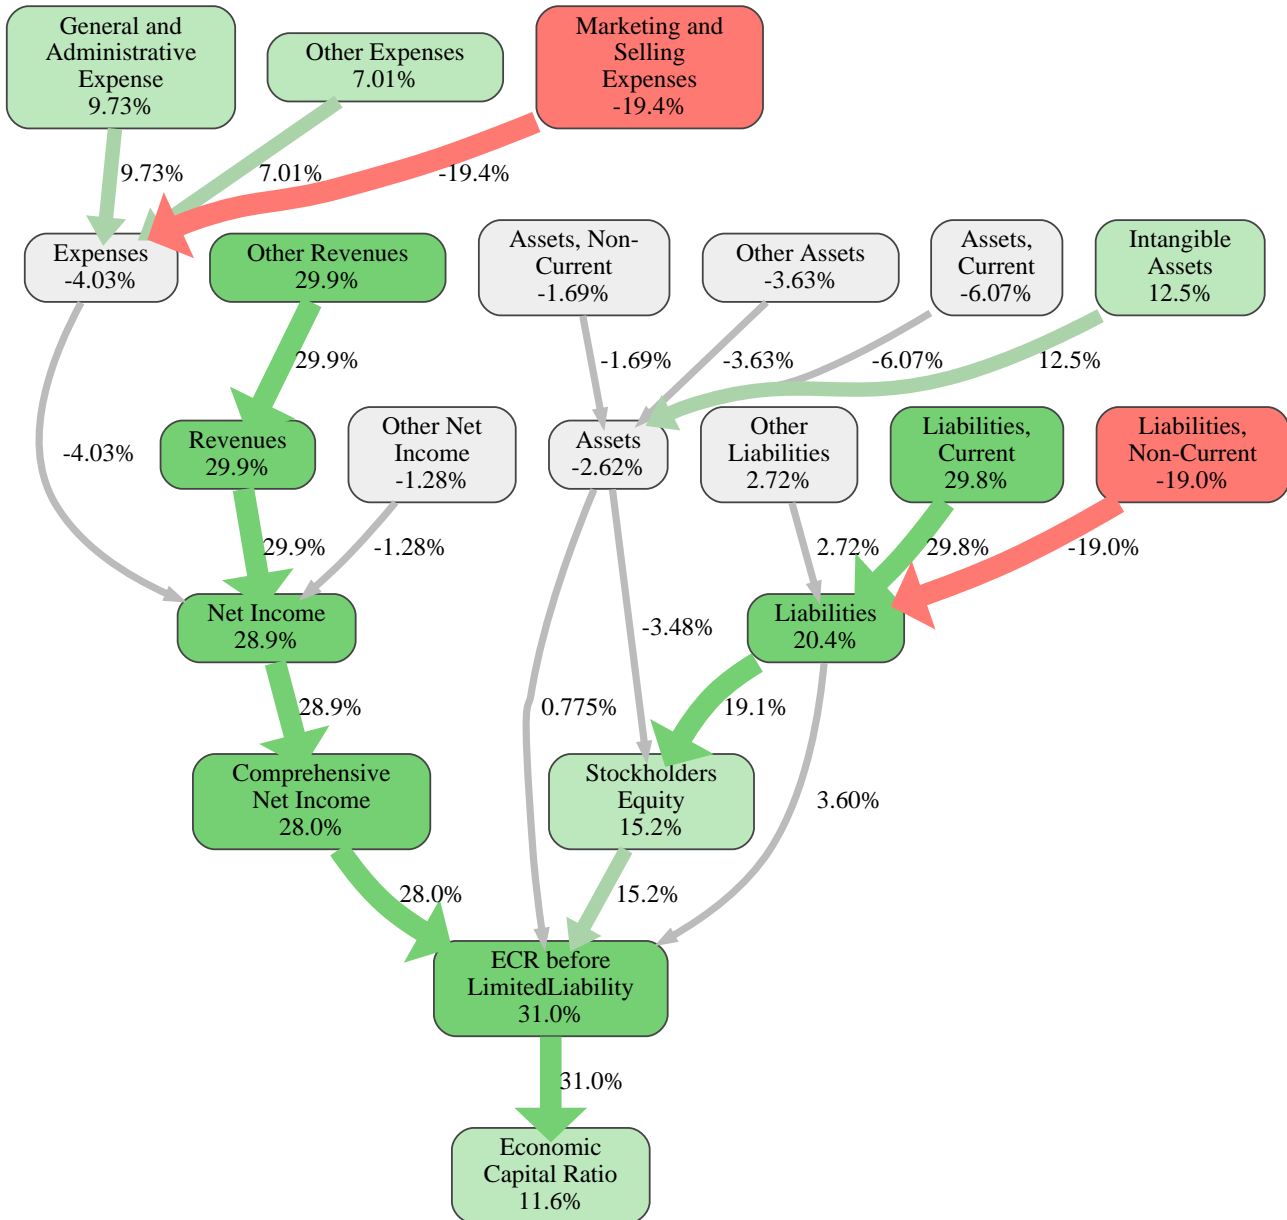 General and
Administrative
Expense
9.73%
Other Expenses
7.01%
Marketing and
Selling
Expenses
-19.4%
9.73%
7.01%
-19.4%
Expenses
-4.03%
Other Revenues
29.9%
Assets, Non-
Current
-1.69%
Other Assets
-3.63%
Assets,
Current
-6.07%
Intangible
Assets
12.5%
29.9%
-1.69%
-3.63%
-6.07%
12.5%
-4.03%
Revenues
29.9%
Other Net
Income
-1.28%
Assets
-2.62%
Other
Liabilities
2.72%
Liabilities,
Current
29.8%
Liabilities,
Non-Current
-19.0%
29.9%
-1.28%
2.72%
29.8%
-19.0%
Net Income
28.9%
-3.48%
Liabilities
20.4%
28.9%
0.775%
19.1%
Comprehensive
Net Income
28.0%
Stockholders
Equity
15.2%
3.60%
28.0%
15.2%
ECR before
LimitedLiability
31.0%
31.0%
Economic
Capital Ratio
11.6%